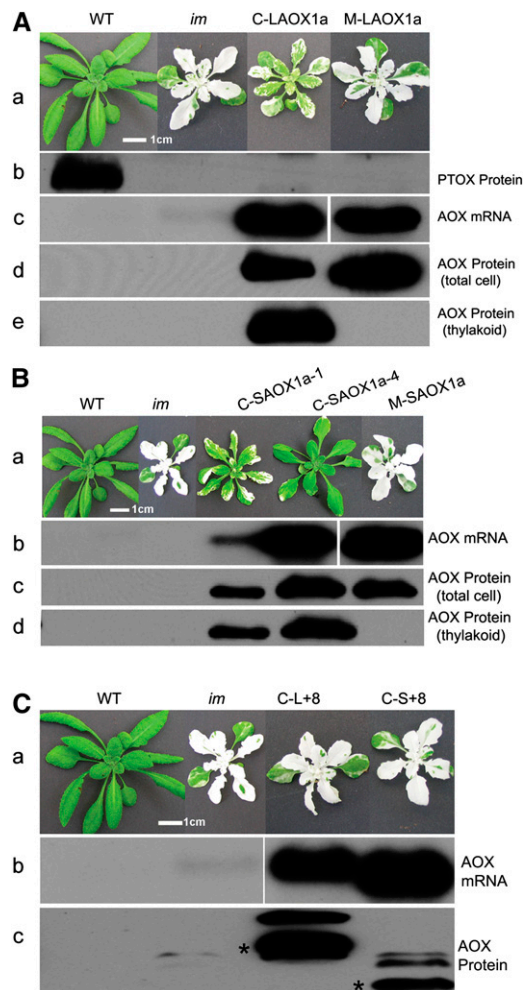 A
WT im C-LAOX1a M-LAOX1a
a
1cm
b
PTOX Protein
c
AOX mRNA
d
AOX Protein
(total cell)
e
AOX Protein
(thylakoid)
B
WT im C-SAOX1a-1 C-SAOX1a-4 M-SAOX1a
a
1cm
b
AOX mRNA
c
AOX Protein
(total cell)
d
AOX Protein
(thylakoid)
C
WT im C-L+8 C-S+8
a
1cm
b
AOX
mRNA
c
*
AOX
Protein
*